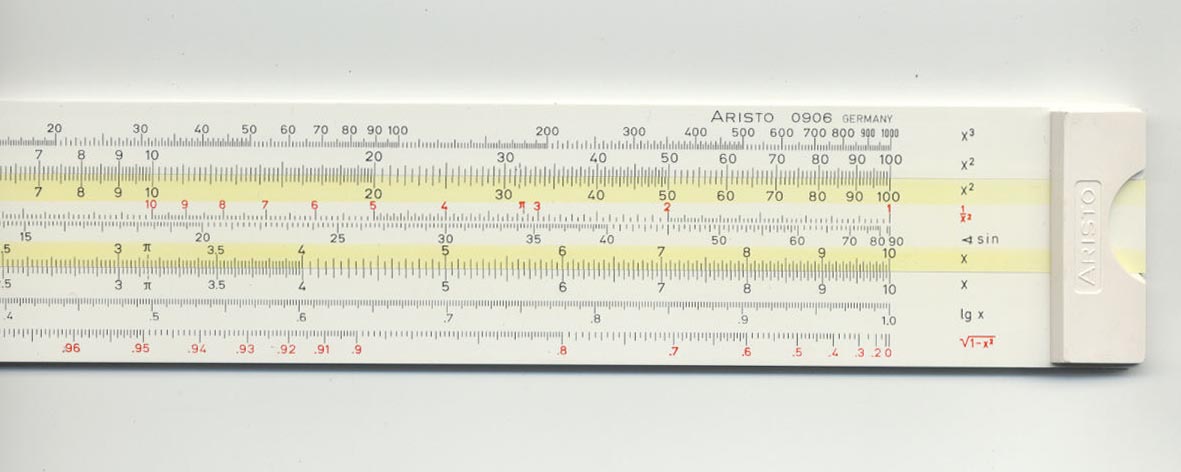 ARISTO 0906 GERMANY
20 30 40 50 60 70 80 90 100 200 300 400 500 600 700 800 900 1000 x³
7 8 9 10 20 30 40 50 60 70 80 90 100 x²
7 8 9 10 20 30 40 50 60 70 80 90 100 x²
10 9 8 7 6 5 4 π 3 2 1 1/x²
15 20 25 30 35 40 50 60 70 80 90 ∢ sin
.5 3 π 3,5 4 5 6 7 8 9 10 x
.5 3 π 3.5 4 5 6 7 8 9 10 x
.4 .5 .6 .7 .8 .9 1.0 lg x
.96 .95 .94 .93 .92 .91 .9 .8 .7 .6 .5 .4 .3 .2 0 √1-x²
ARISTO